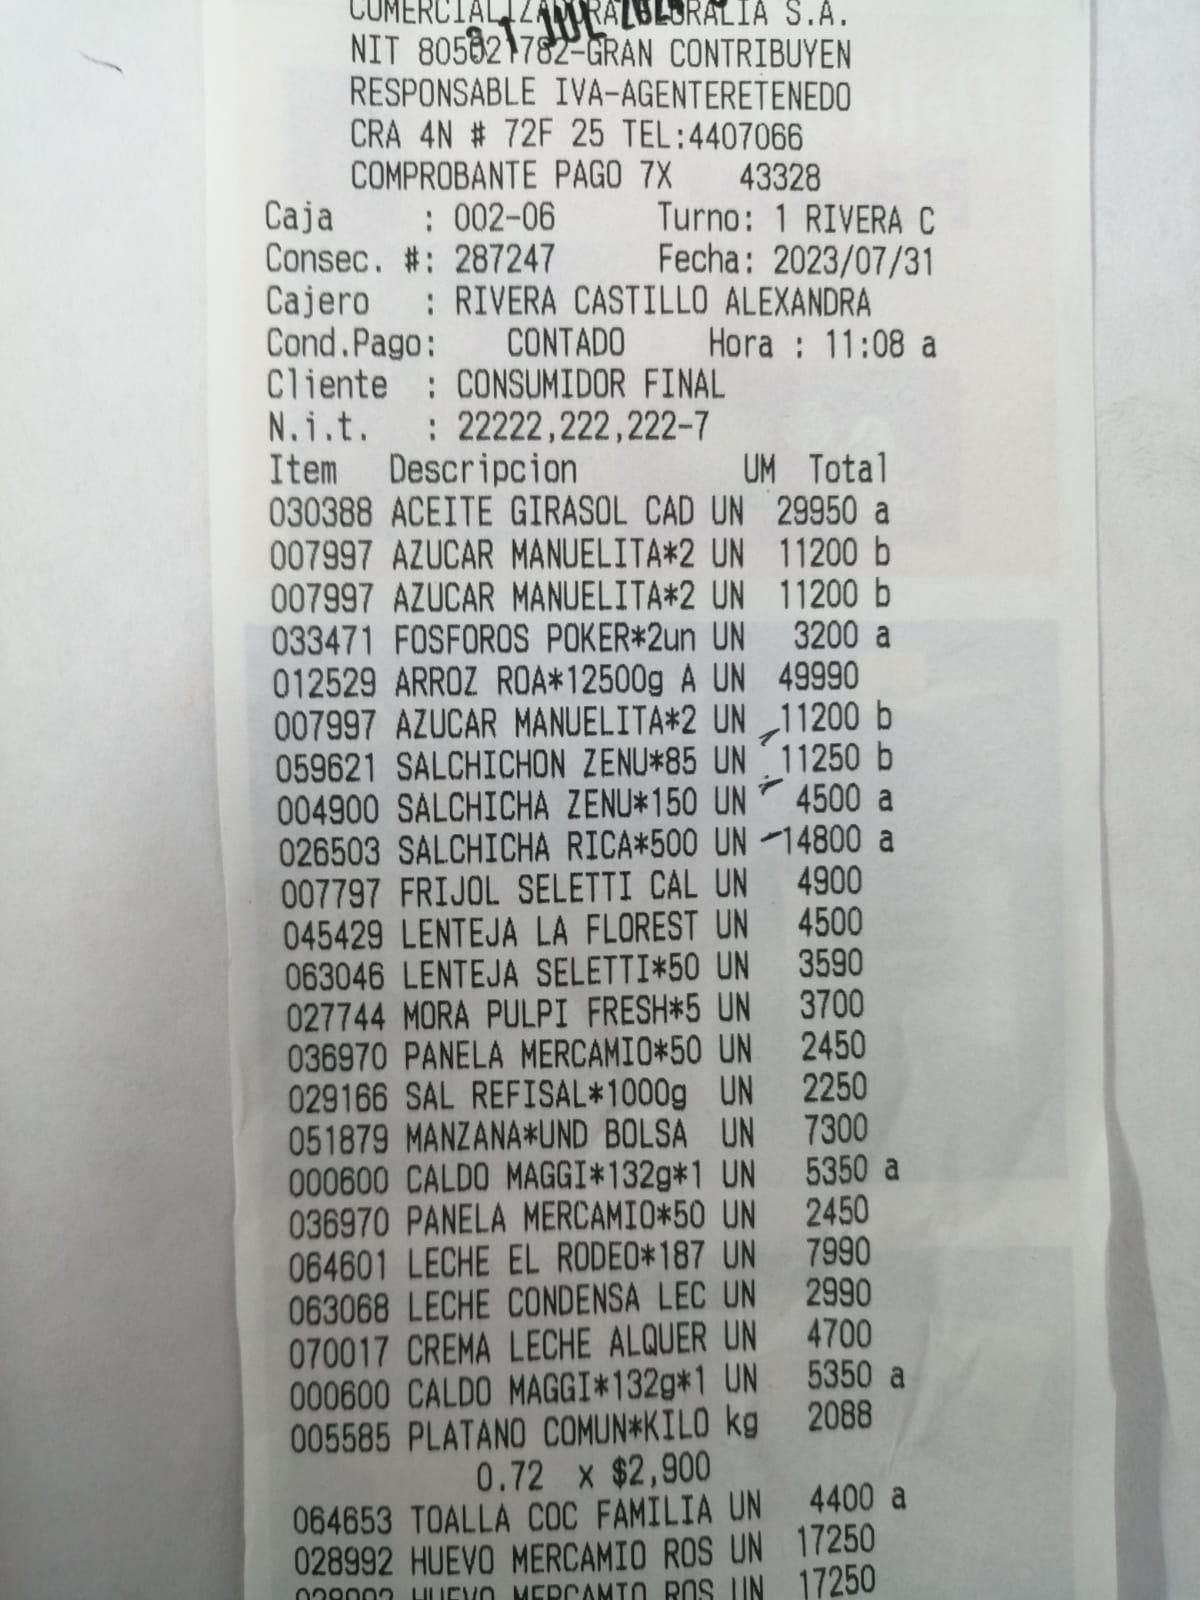 COMERCIALIZADORA S.A.
31 JUL
NIT 805021782-GRAN CONTRIBUYEN
RESPONSABLE IVA-AGENTERETENEDO
CRA 4N # 72F 25 TEL:4407066
COMPROBANTE PAGO 7X 43328
Caja : 002-06 Turno: 1 RIVERA C
Consec. #: 287247 Fecha: 2023/07/31
Cajero : RIVERA CASTILLO ALEXANDRA
Cond.Pago: CONTADO Hora : 11:08 a
Cliente : CONSUMIDOR FINAL
N.i.t. : 22222,222,222-7
Item Descripcion UM Total
030388 ACEITE GIRASOL CAD UN 29950 a
007997 AZUCAR MANUELITA*2 UN 11200 b
007997 AZUCAR MANUELITA*2 UN 11200 b
033471 FOSFOROS POKER*2un UN 3200 a
012529 ARROZ ROA*12500g A UN 49990
007997 AZUCAR MANUELITA*2 UN 11200 b
059621 SALCHICHON ZENU*85 UN 11250 b
004900 SALCHICHA ZENU*150 UN 4500 a
026503 SALCHICHA RICA*500 UN 14800 a
007797 FRIJOL SELETTI CAL UN 4900
045429 LENTEJA LA FLOREST UN 4500
063046 LENTEJA SELETTI*50 UN 3590
027744 MORA PULPI FRESH*5 UN 3700
036970 PANELA MERCAMIO*50 UN 2450
029166 SAL REFISAL*1000g UN 2250
051879 MANZANA*UND BOLSA UN 7300
000600 CALDO MAGGI*132g*1 UN 5350 a
036970 PANELA MERCAMIO*50 UN 2450
064601 LECHE EL RODEO*187 UN 7990
063068 LECHE CONDENSA LEC UN 2990
070017 CREMA LECHE ALQUER UN 4700
000600 CALDO MAGGI*132g*1 UN 5350 a
005585 PLATANO COMUN*KILO kg 2088
0.72 x $2,900
064653 TOALLA COC FAMILIA UN 4400 a
028992 HUEVO MERCAMIO ROS UN 17250
028992 HUEVO MERCAMIO ROS UN 17250